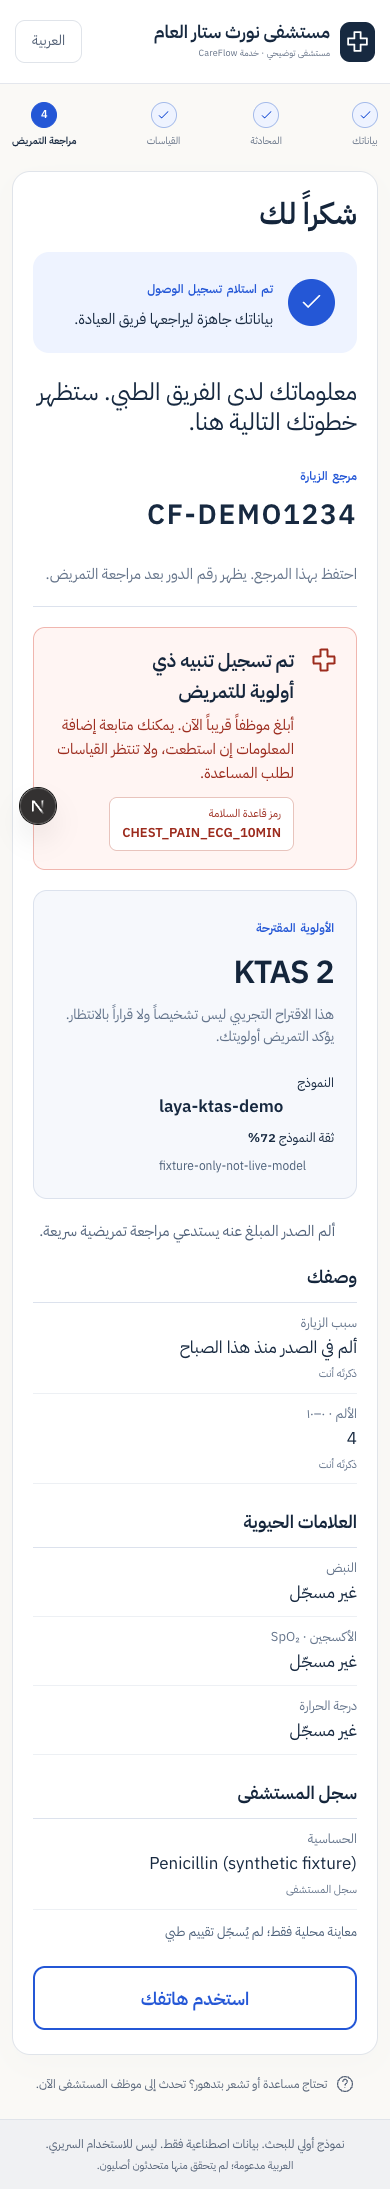 مستشفى نورث ستار العام
مستشفى توضيحي · خدمة CareFlow
العربية
بياناتك
المحادثة
القياسات
4
مراجعة التمريض
شكراً لك
تم استلام تسجيل الوصول
بياناتك جاهزة ليراجعها فريق العيادة.
معلوماتك لدى الفريق الطبي. ستظهر
خطوتك التالية هنا.
مرجع الزيارة
CF-DEMO1234
احتفظ بهذا المرجع. يظهر رقم الدور بعد مراجعة التمريض.
تم تسجيل تنبيه ذي
أولوية للتمريض
أبلغ موظفاً قريباً الآن. يمكنك متابعة إضافة
المعلومات إن استطعت، ولا تنتظر القياسات
لطلب المساعدة.
رمز قاعدة السلامة
CHEST_PAIN_ECG_10MIN
N
الأولوية المقترحة
KTAS 2
هذا الاقتراح التجريبي ليس تشخيصاً ولا قراراً بالانتظار.
يؤكد التمريض أولويتك.
النموذج
laya-ktas-demo
ثقة النموذج 72%
fixture-only-not-live-model
ألم الصدر المبلغ عنه يستدعي مراجعة تمريضية سريعة.
وصفك
سبب الزيارة
ألم في الصدر منذ هذا الصباح
ذكرتَه أنت
الألم · ٠–١٠
4
ذكرتَه أنت
العلامات الحيوية
النبض
غير مسجّل
الأكسجين · SpO₂
غير مسجّل
درجة الحرارة
غير مسجّل
سجل المستشفى
الحساسية
Penicillin (synthetic fixture)
سجل المستشفى
معاينة محلية فقط؛ لم يُسجّل تقييم طبي
استخدم هاتفك
تحتاج مساعدة أو تشعر بتدهور؟ تحدث إلى موظف المستشفى الآن.
نموذج أولي للبحث. بيانات اصطناعية فقط. ليس للاستخدام السريري.
العربية مدعومة؛ لم يتحقق منها متحدثون أصليون.